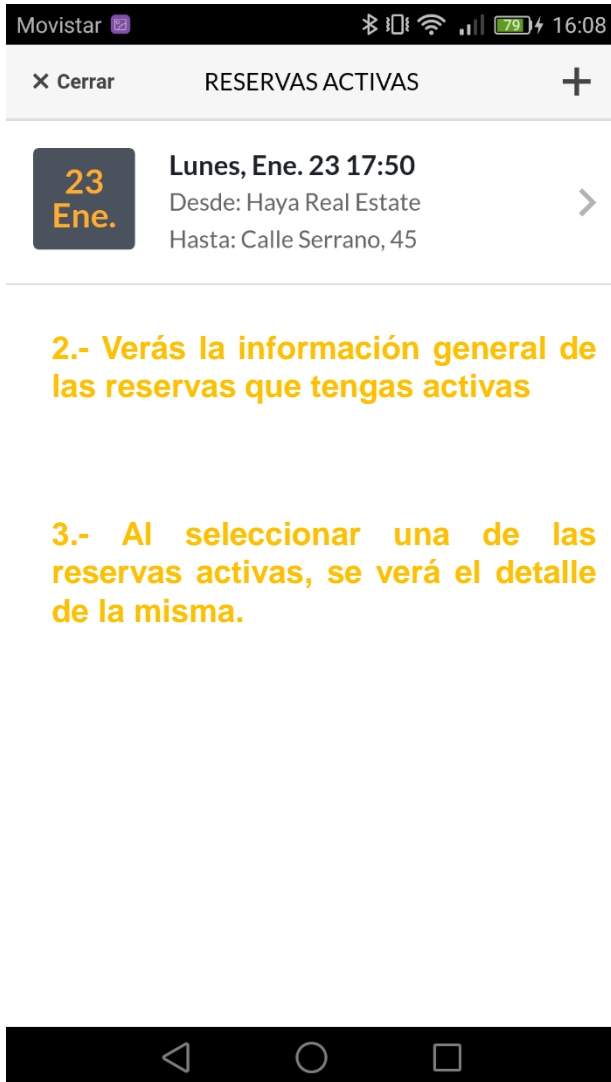 Movistar 79 16:08
× Cerrar RESERVAS ACTIVAS +
23
Ene.
Lunes, Ene. 23 17:50
Desde: Haya Real Estate
Hasta: Calle Serrano, 45
2.- Verás la información general de
las reservas que tengas activas
3.- Al seleccionar una de las
reservas activas, se verá el detalle
de la misma.